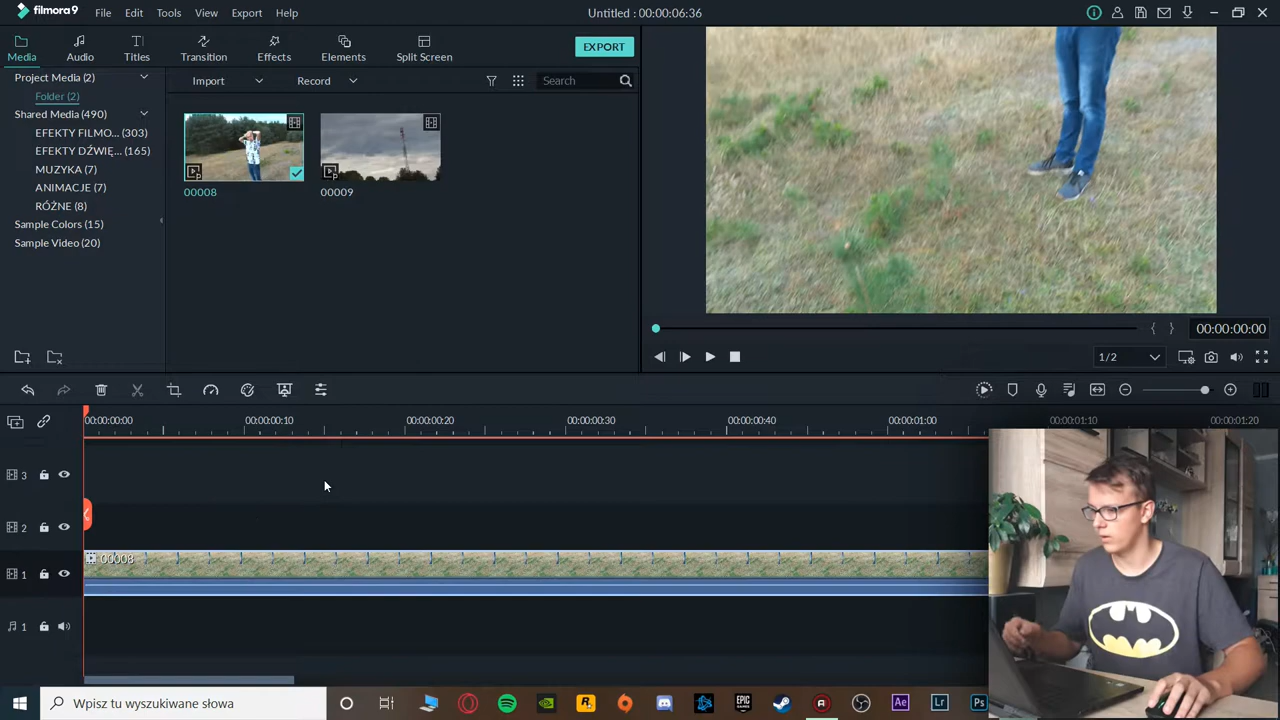 filmora9 File Edit Tools View Export Help Untitled : 00:00:06:36
Media Audio Titles Transition Effects Elements Split Screen EXPORT
Project Media (2)
Folder (2)
Shared Media (490)
EFEKTY FILMO... (303)
EFEKTY DŹWIĘ... (165)
MUZYKA (7)
ANIMACJE (7)
RÓŻNE (8)
Sample Colors (15)
Sample Video (20)
Import Record Search
00008 00009
00:00:00:00
1/2
00:00:00:00 00:00:00:10 00:00:00:20 00:00:00:30 00:00:00:40 00:00:01:00 00:00:01:10 00:00:01:20
3
2
00008
1
1
Wpisz tu wyszukiwane słowa
R
EPIC GAMES
Ae Lr Ps